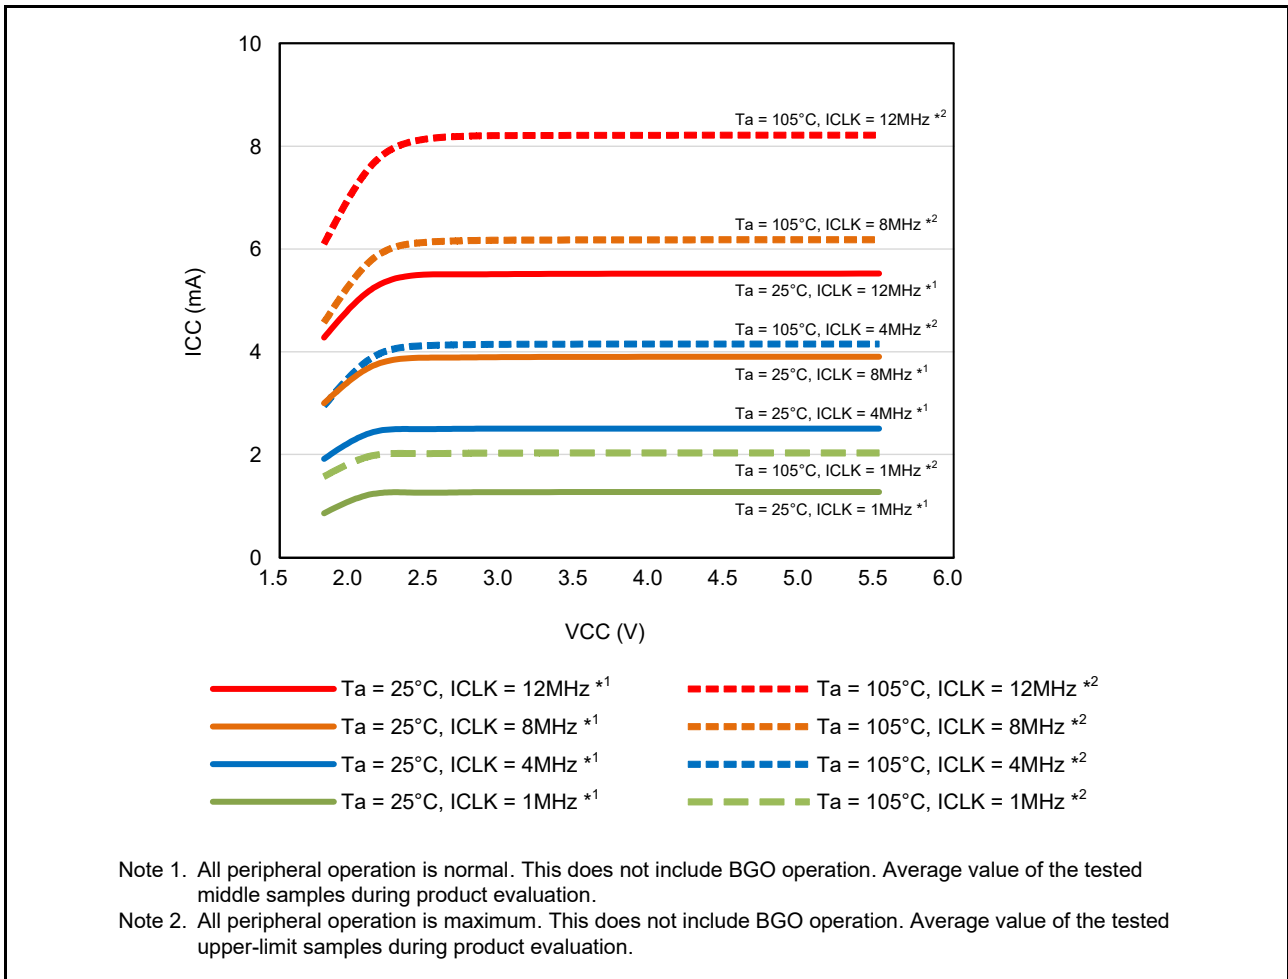 10
8
6
4
2
0
ICC (mA)
Ta = 105°C, ICLK = 12MHz *2
Ta = 105°C, ICLK = 8MHz *2
Ta = 25°C, ICLK = 12MHz *1
Ta = 105°C, ICLK = 4MHz *2
Ta = 25°C, ICLK = 8MHz *1
Ta = 25°C, ICLK = 4MHz *1
Ta = 105°C, ICLK = 1MHz *2
Ta = 25°C, ICLK = 1MHz *1
1.5 2.0 2.5 3.0 3.5 4.0 4.5 5.0 5.5 6.0
VCC (V)
Ta = 25°C, ICLK = 12MHz *1
Ta = 105°C, ICLK = 12MHz *2
Ta = 25°C, ICLK = 8MHz *1
Ta = 105°C, ICLK = 8MHz *2
Ta = 25°C, ICLK = 4MHz *1
Ta = 105°C, ICLK = 4MHz *2
Ta = 25°C, ICLK = 1MHz *1
Ta = 105°C, ICLK = 1MHz *2
Note 1. All peripheral operation is normal. This does not include BGO operation. Average value of the tested
middle samples during product evaluation.
Note 2. All peripheral operation is maximum. This does not include BGO operation. Average value of the tested
upper-limit samples during product evaluation.